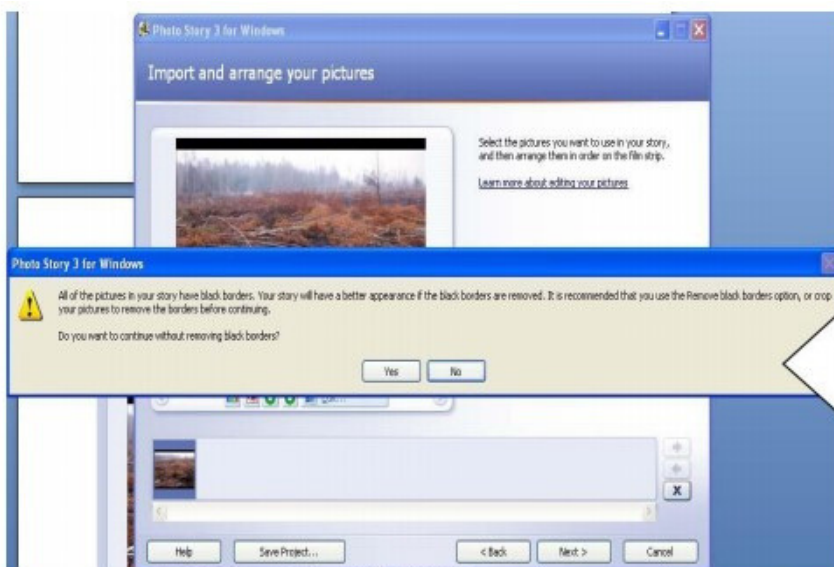 Photo Story 3 for Windows
Import and arrange your pictures
Select the pictures you want to use in your story,
and then arrange them in order on the film strip.
Learn more about editing your pictures
Photo Story 3 for Windows
All of the pictures in your story have black borders. Your story will have a better appearance if the black borders are removed. It is recommended that you use the Remove black borders option, or crop
your pictures to remove the borders before continuing.
Do you want to continue without removing black borders?
Yes
No
Help
Save Project...
< Back
Next >
Cancel